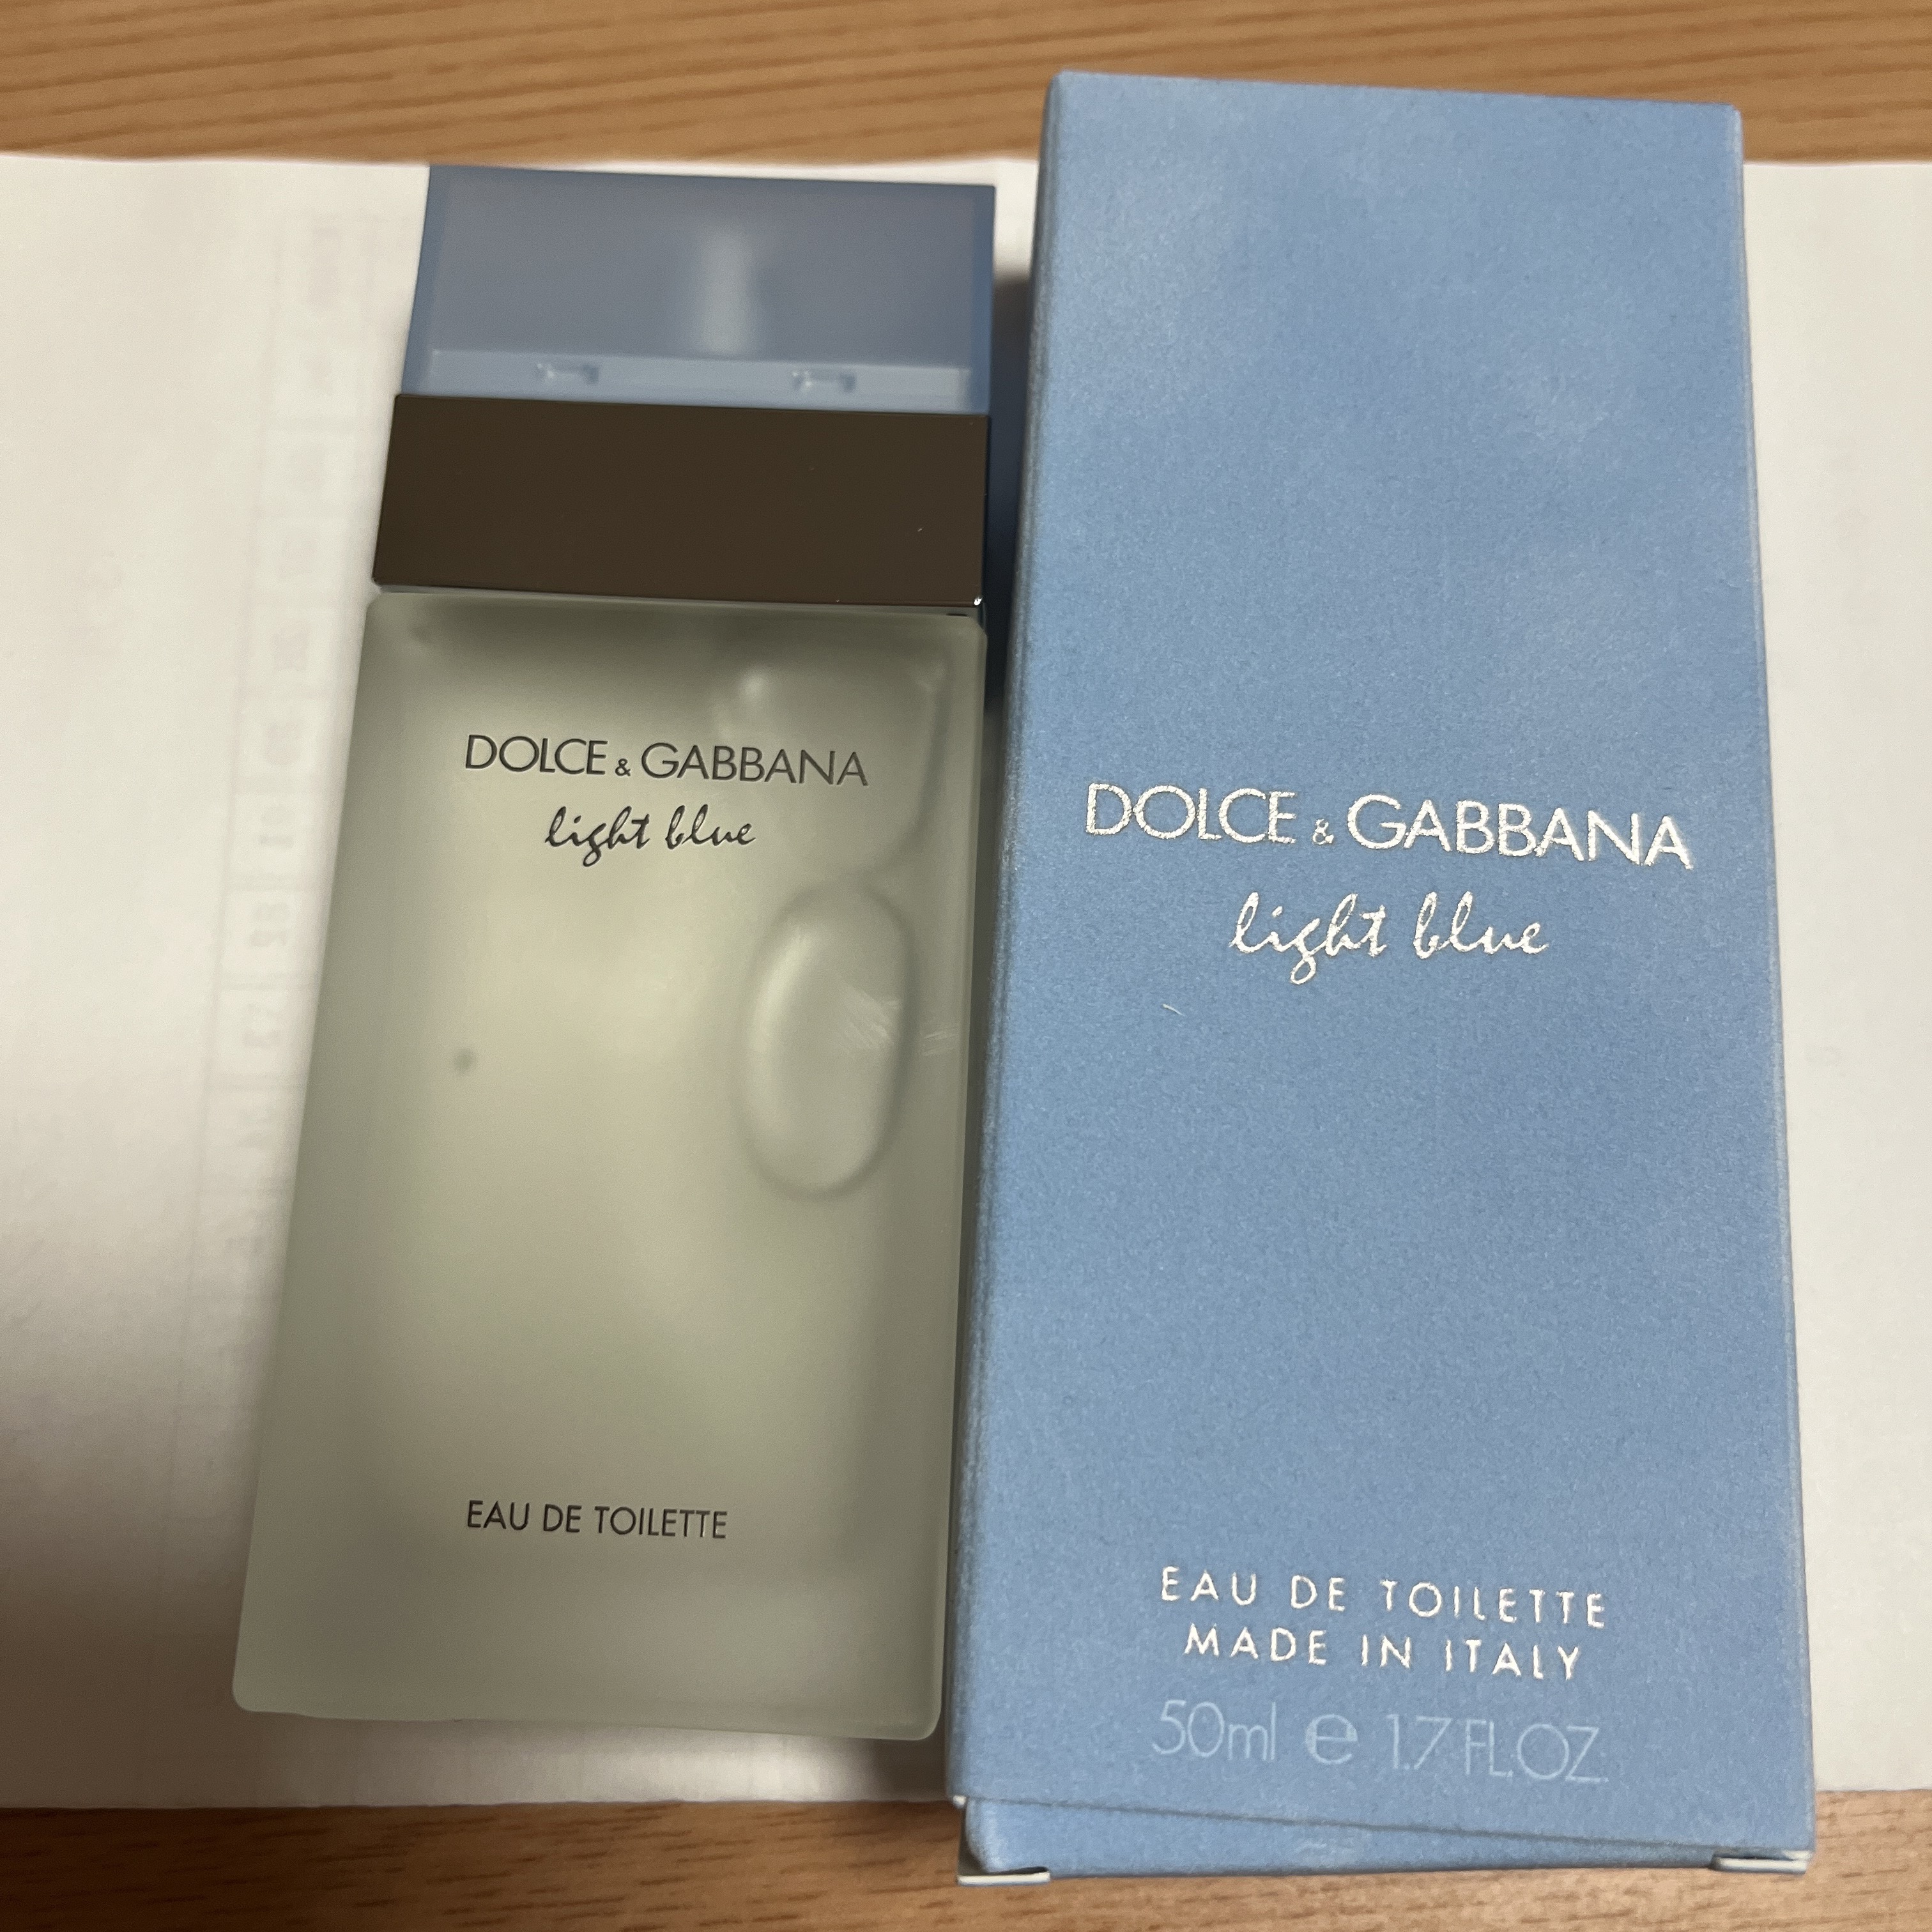 DOLCE & GABBANA
light blue
EAU DE TOILETTE
DOLCE & GABBANA
light blue
EAU DE TOILETTE
MADE IN ITALY
50ml e 1.7 FL.OZ.